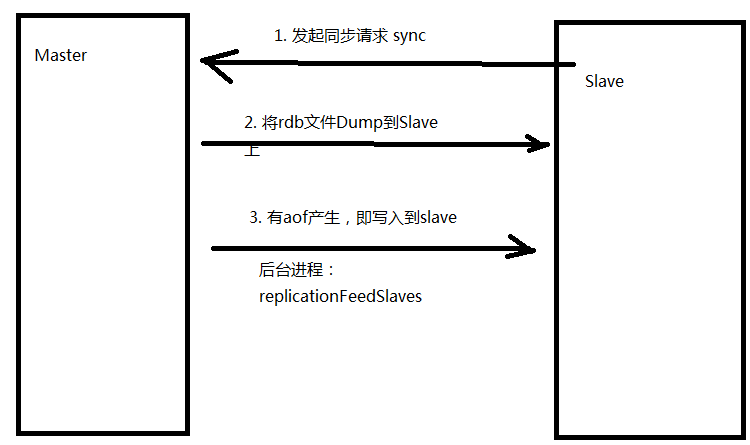 1. 发起同步请求 sync
Master
Slave
2. 将rdb文件Dump到Slave
上
3. 有aof产生，即写入到slave
后台进程：
replicationFeedSlaves